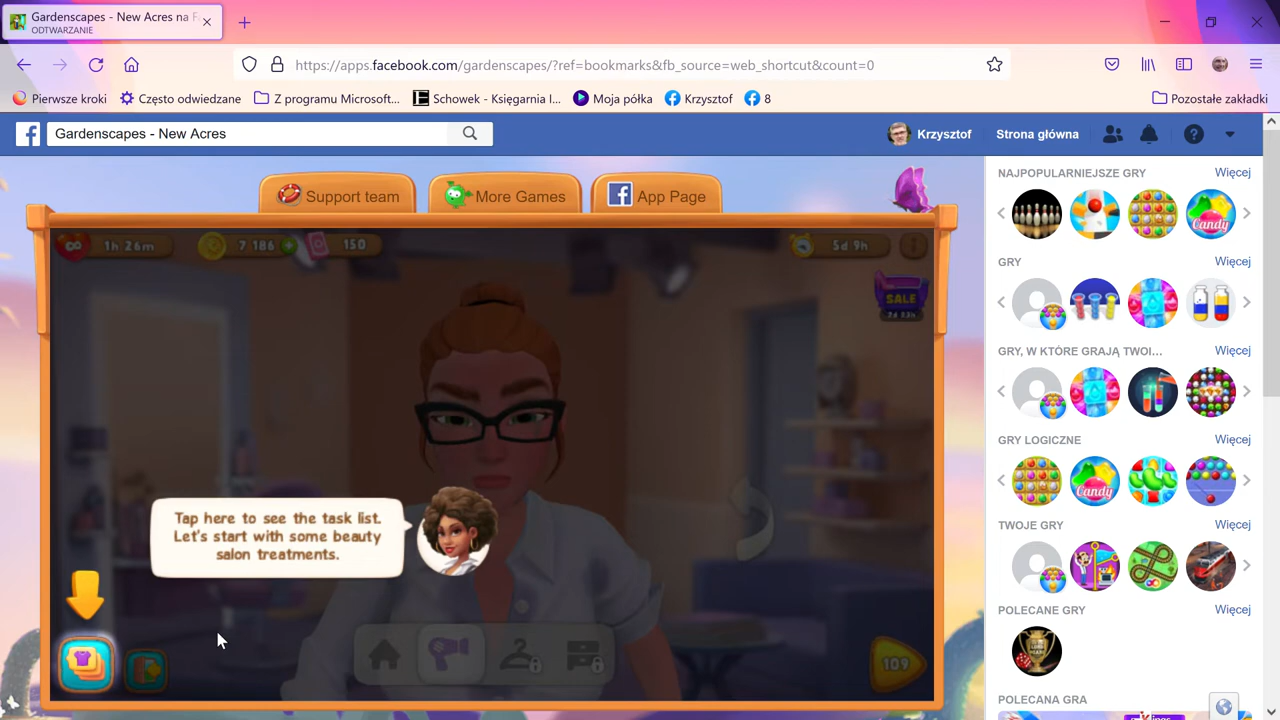 Gardenscapes - New Acres na F
ODTWARZANIE
https://apps.facebook.com/gardenscapes/?ref=bookmarks&fb_source=web_shortcut&count=0
Pierwsze kroki
Często odwiedzane
Z programu Microsoft...
Schowek - Księgarnia I...
Moja półka
Krzysztof
8
Pozostałe zakładki
Gardenscapes - New Acres
Krzysztof
Strona główna
Support team
More Games
App Page
1h 26m
7 186
150
5d 9h
SALE
Tap here to see the task list.
Let's start with some beauty
salon treatments.
109
NAJPOPULARNIEJSZE GRY
Więcej
Candy
GRY
Więcej
GRY, W KTÓRE GRAJĄ TWOI...
Więcej
GRY LOGICZNE
Więcej
Candy
TWOJE GRY
Więcej
POLECANE GRY
Więcej
POLECANA GRA